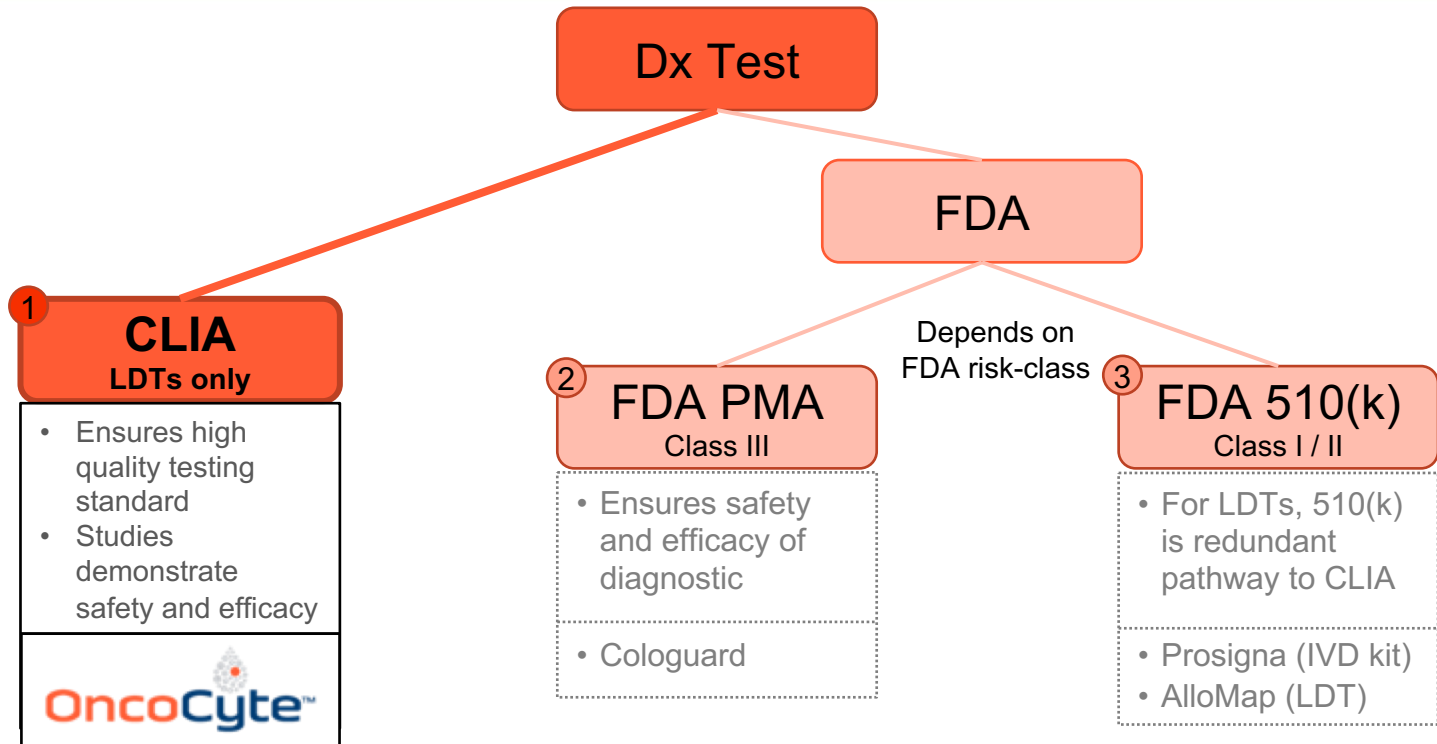 Dx Test
FDA
1
CLIA
LDTs only
• Ensures high
quality testing
standard
• Studies
demonstrate
safety and efficacy
OncoCyte™
Depends on
FDA risk-class
2
FDA PMA
Class III
• Ensures safety
and efficacy of
diagnostic
• Cologuard
3
FDA 510(k)
Class I / II
• For LDTs, 510(k)
is redundant
pathway to CLIA
• Prosigna (IVD kit)
• AlloMap (LDT)